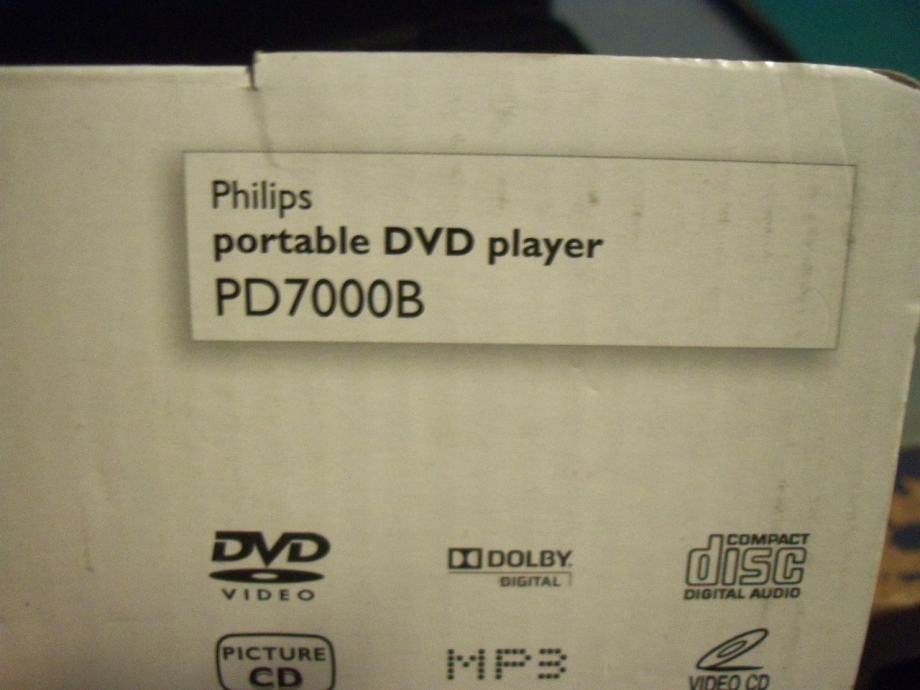 Philips
portable DVD player
PD7000B
DVD
VIDEO
DOLBY
DIGITAL
COMPACT
disc
DIGITAL AUDIO
PICTURE
CD
MP3
VIDEO CD